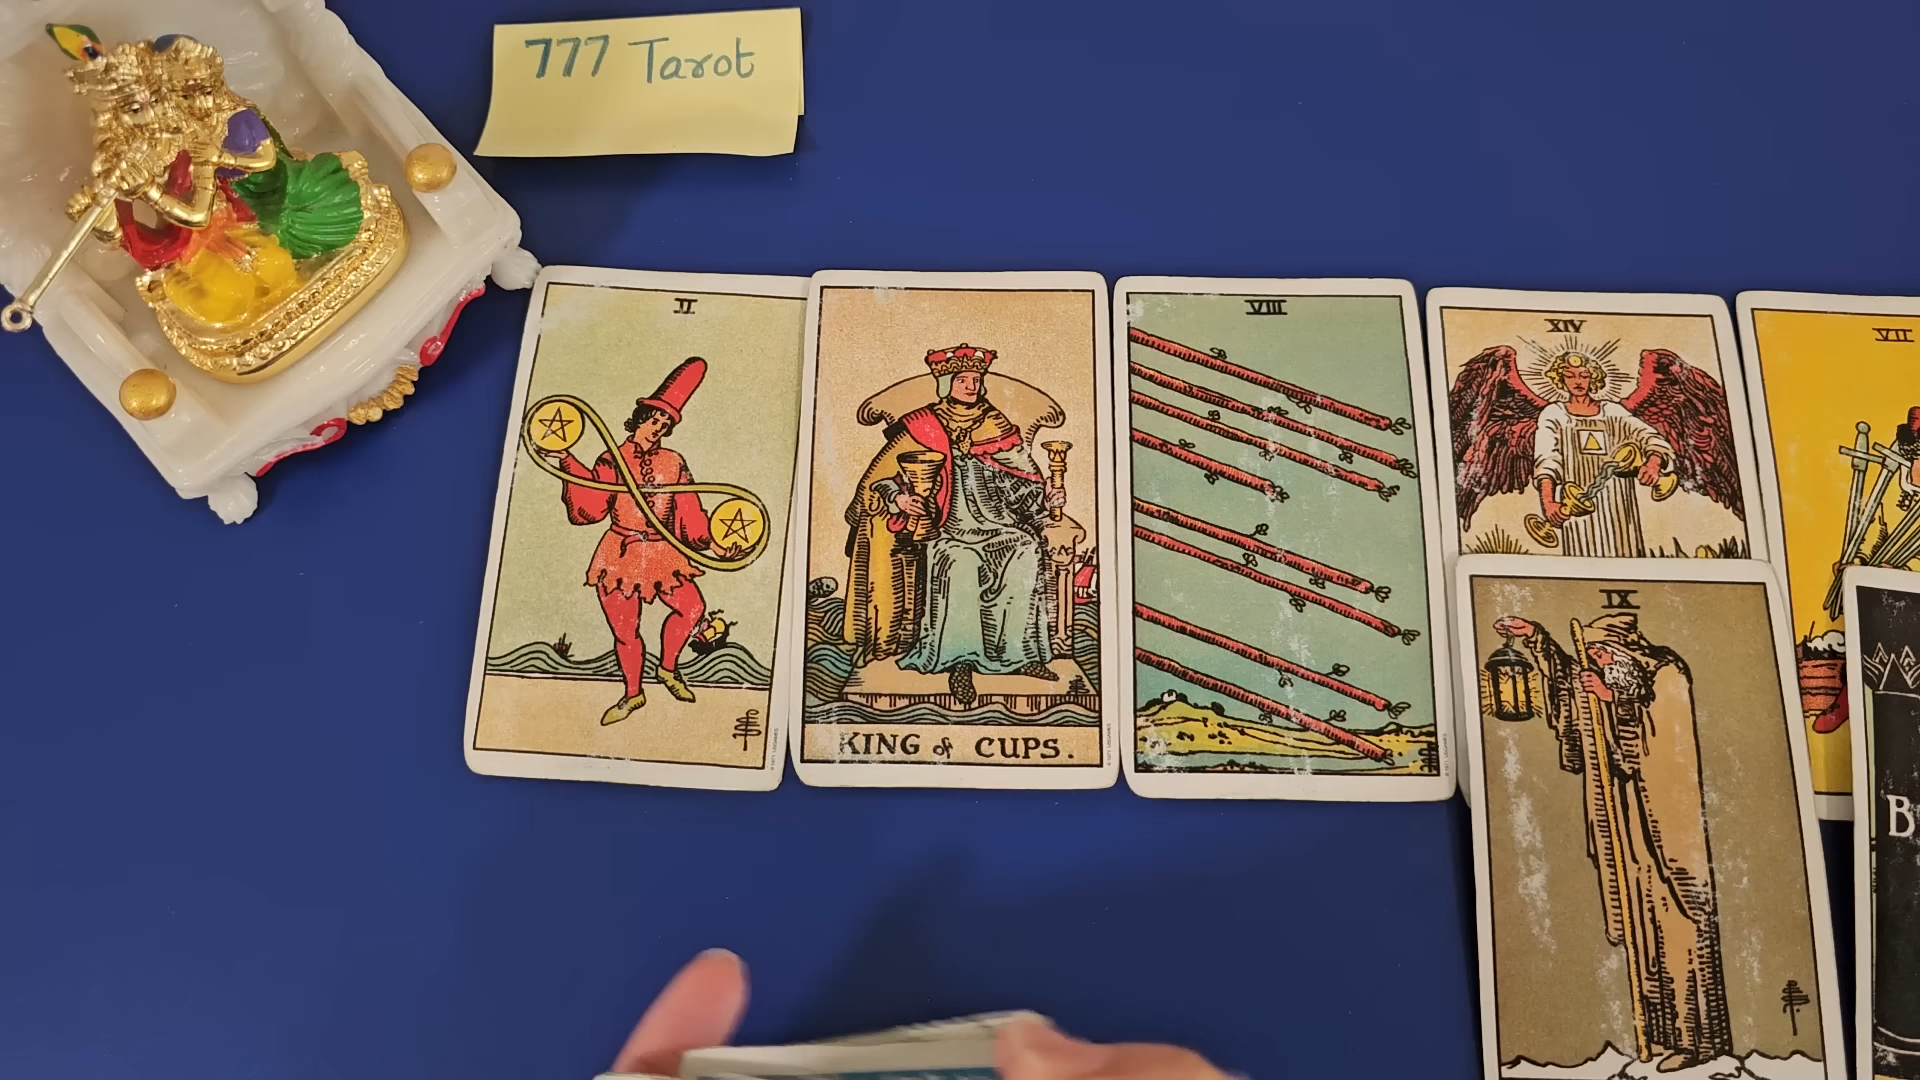 777 Tarot
II
VIII
XIV
VII
KING of CUPS.
IX
B